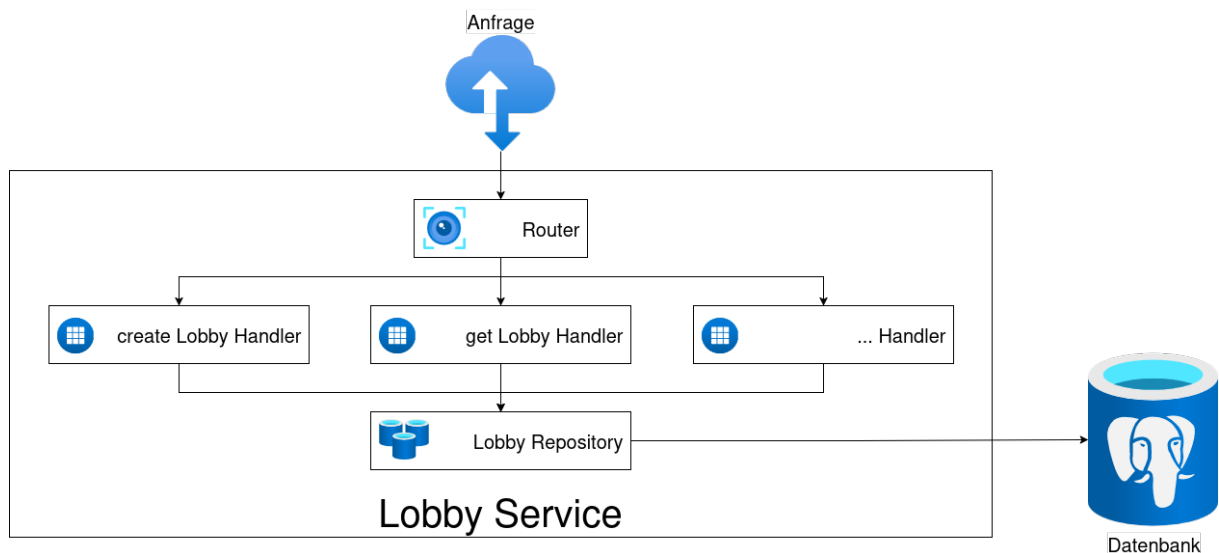 Anfrage
Router
create Lobby Handler
get Lobby Handler
... Handler
Lobby Repository
Lobby Service
Datenbank